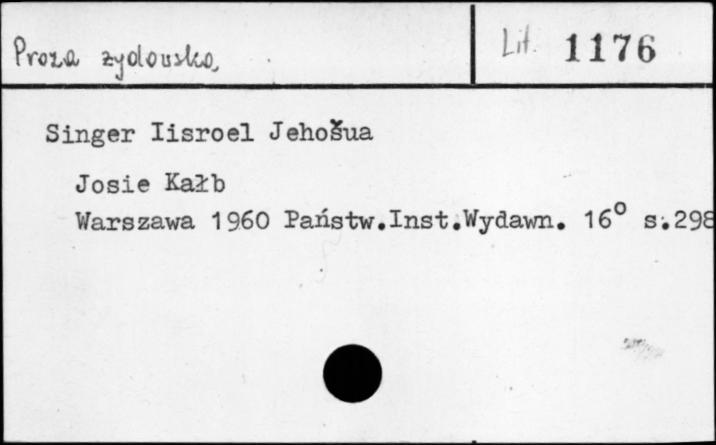 Proza żydowska
Lit. 1176
Singer Iisroel Jehošua
Josie Kałb
Warszawa 1960 Państw.Inst.Wydawn. 16° s.298